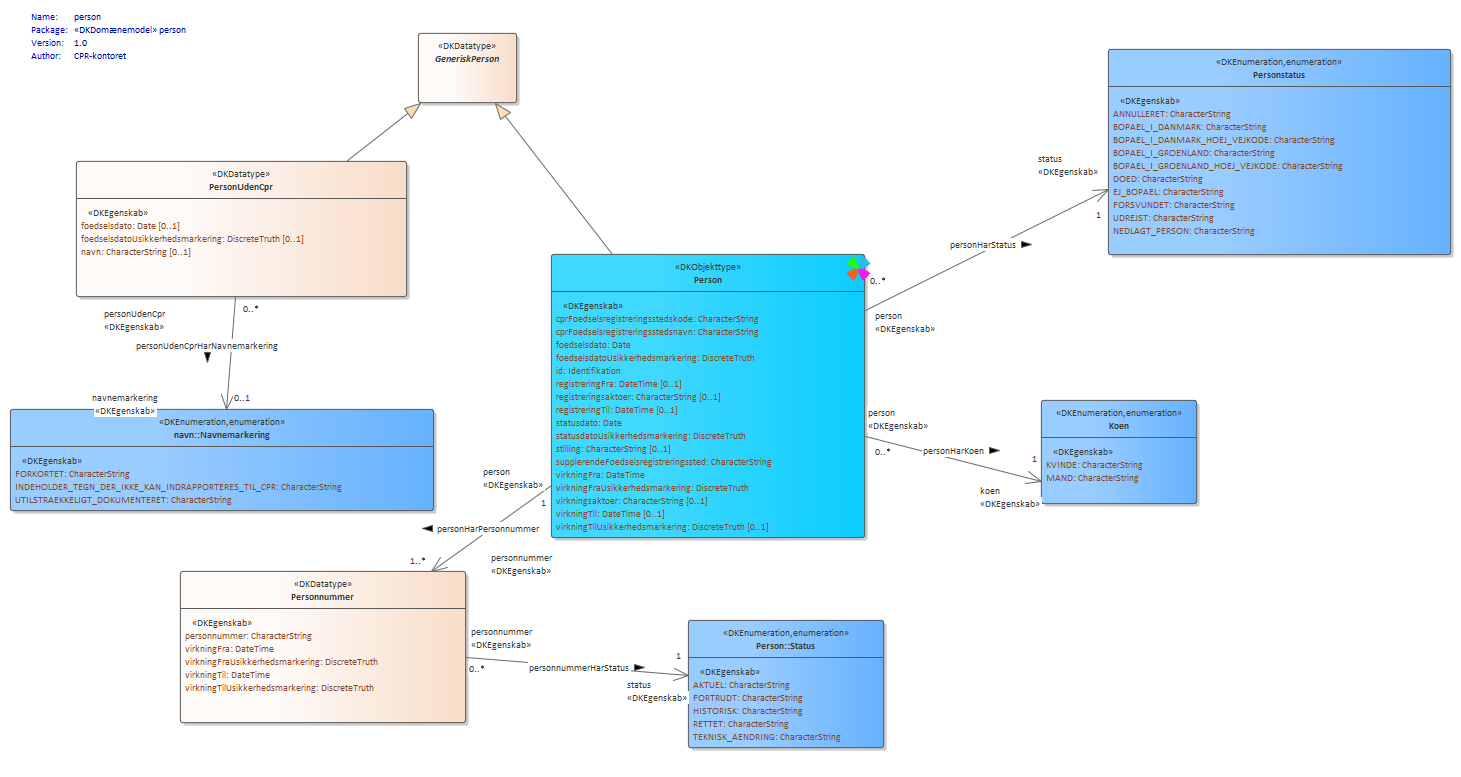 Name: person
Package: «DKDomænemodel» person
Version: 1.0
Author: CPR-kontoret
«DKDatatype»
GeneriskPerson
«DKEnumeration,enumeration»
Personstatus
«DKEgenskab»
ANNULLERET: CharacterString
BOPAEL_I_DANMARK: CharacterString
BOPAEL_I_DANMARK_HOEJ_VEJKODE: CharacterString
BOPAEL_I_GROENLAND: CharacterString
BOPAEL_I_GROENLAND_HOEJ_VEJKODE: CharacterString
DOED: CharacterString
EJ_BOPAEL: CharacterString
FORSVUNDET: CharacterString
UDREJST: CharacterString
NEDLAGT_PERSON: CharacterString
«DKDatatype»
PersonUdenCpr
«DKEgenskab»
foedselsdato: Date [0..1]
foedselsdatoUsikkerhedsmarkering: DiscreteTruth [0..1]
navn: CharacterString [0..1]
status
«DKEgenskab»
1
personHarStatus
0..*
person
«DKEgenskab»
«DKObjekttype»
Person
«DKEgenskab»
cprFoedselsregistreringsstedskode: CharacterString
cprFoedselsregistreringsstedsnavn: CharacterString
foedselsdato: Date
foedselsdatoUsikkerhedsmarkering: DiscreteTruth
id: Identifikation
registreringFra: DateTime [0..1]
registreringsaktoer: CharacterString [0..1]
registreringTil: DateTime [0..1]
statusdato: Date
statusdatoUsikkerhedsmarkering: DiscreteTruth
stilling: CharacterString [0..1]
supplerendeFoedselsregistreringssted: CharacterString
virkningFra: DateTime
virkningFraUsikkerhedsmarkering: DiscreteTruth
virkningsaktoer: CharacterString [0..1]
virkningTil: DateTime [0..1]
virkningTilUsikkerhedsmarkering: DiscreteTruth [0..1]
0..*
personUdenCpr
«DKEgenskab»
personUdenCprHarNavnemarkering
navnemarkering
«DKEgenskab»
0..1
«DKEnumeration,enumeration»
navn::Navnemarkering
«DKEgenskab»
FORKORTET: CharacterString
INDEHOLDER_TEGN_DER_IKKE_KAN_INDRAPPORTERES_TIL_CPR: CharacterString
UTILSTRAEKKELIGT_DOKUMENTERET: CharacterString
person
«DKEgenskab»
0..*
personHarKoen
1
koen
«DKEgenskab»
«DKEnumeration,enumeration»
Koen
«DKEgenskab»
KVINDE: CharacterString
MAND: CharacterString
person
«DKEgenskab»
1
personHarPersonnummer
1..*
personnummer
«DKEgenskab»
«DKDatatype»
Personnummer
«DKEgenskab»
personnummer: CharacterString
virkningFra: DateTime
virkningFraUsikkerhedsmarkering: DiscreteTruth
virkningTil: DateTime
virkningTilUsikkerhedsmarkering: DiscreteTruth
personnummer
«DKEgenskab»
0..*
personnummerHarStatus
1
status
«DKEgenskab»
«DKEnumeration,enumeration»
Person::Status
«DKEgenskab»
AKTUEL: CharacterString
FORTRUDT: CharacterString
HISTORISK: CharacterString
RETTET: CharacterString
TEKNISK_AENDRING: CharacterString